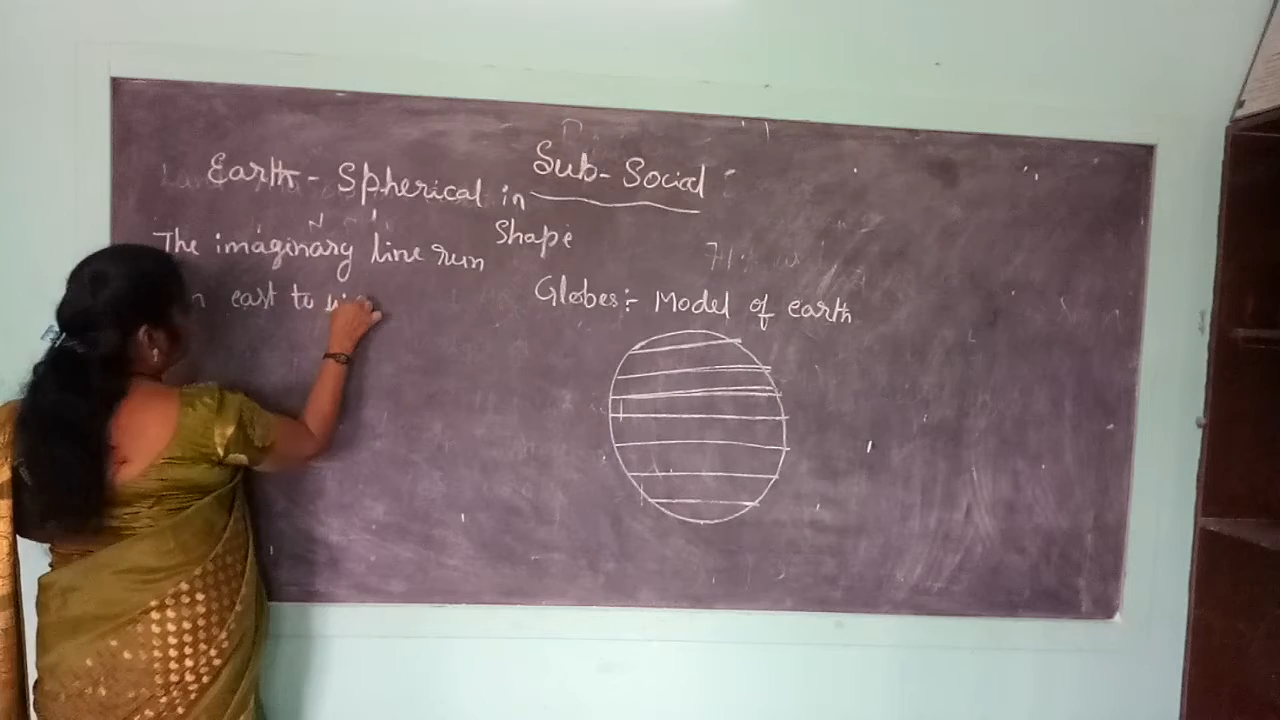 Sub- Social
Earth - Spherical in
Shape
The imaginary line run
east to
Globes:- Model of earth